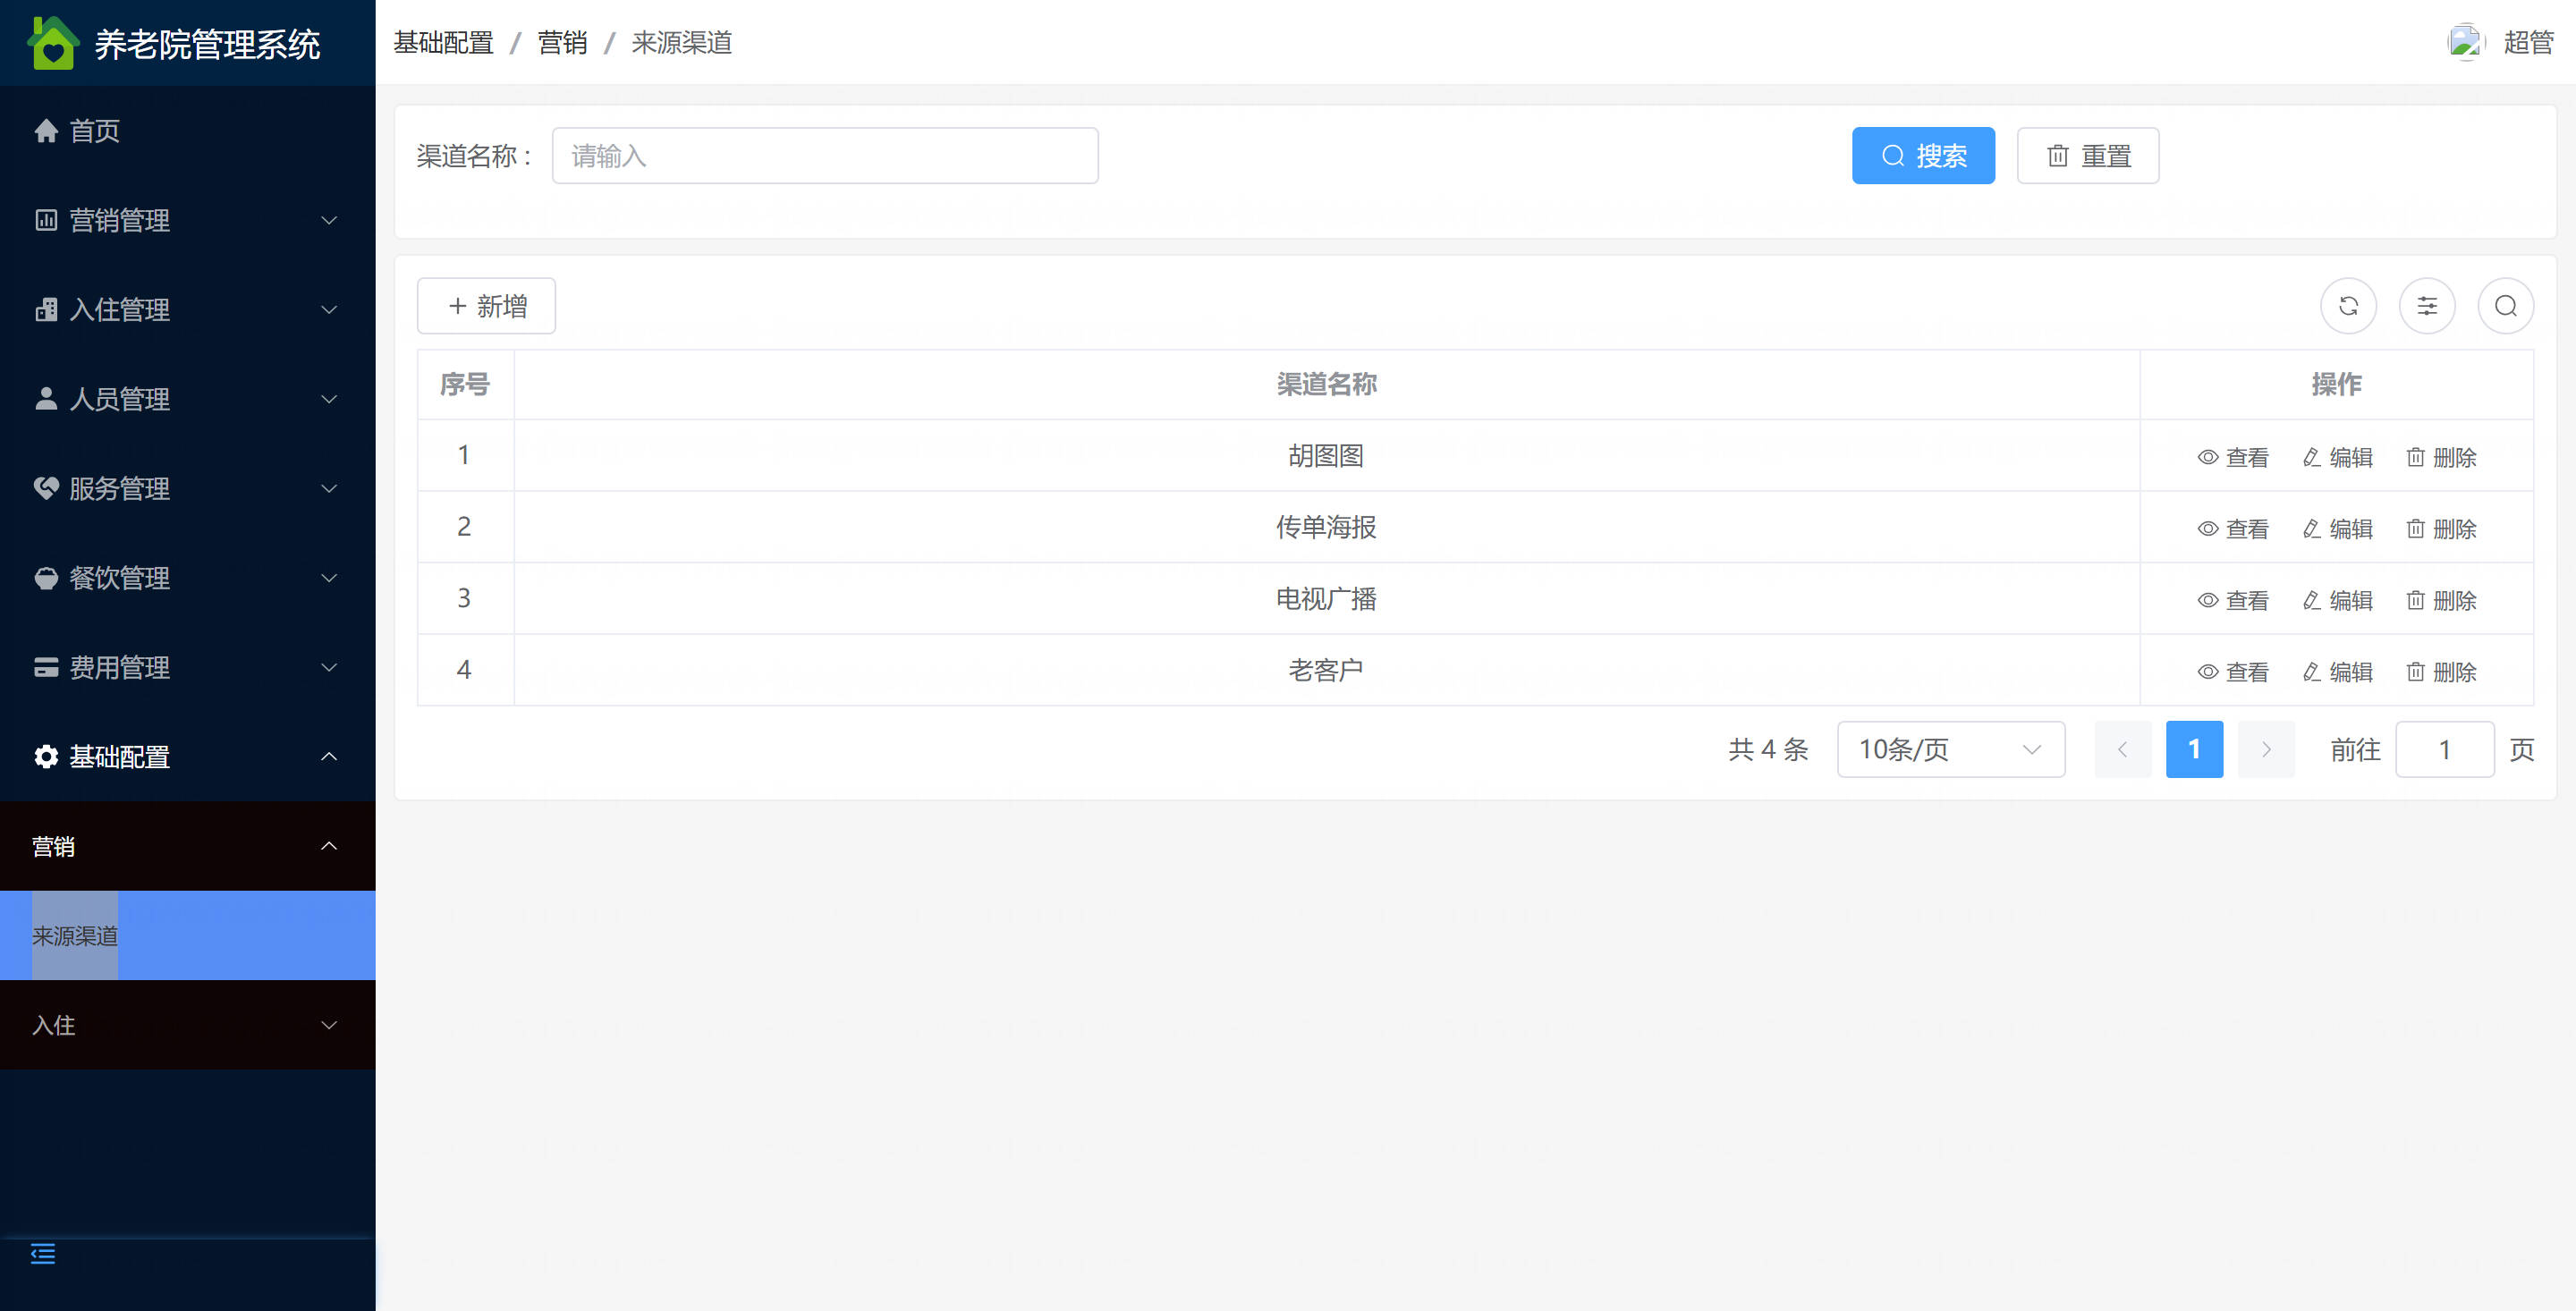 养老院管理系统
首页
营销管理
入住管理
人员管理
服务管理
餐饮管理
费用管理
基础配置
营销
来源渠道
入住
基础配置 / 营销 / 来源渠道
超管
渠道名称： 请输入 搜索 重置
+ 新增
序号 渠道名称 操作
1 胡图图 查看 编辑 删除
2 传单海报 查看 编辑 删除
3 电视广播 查看 编辑 删除
4 老客户 查看 编辑 删除
共 4 条 10条/页 1 前往 1 页